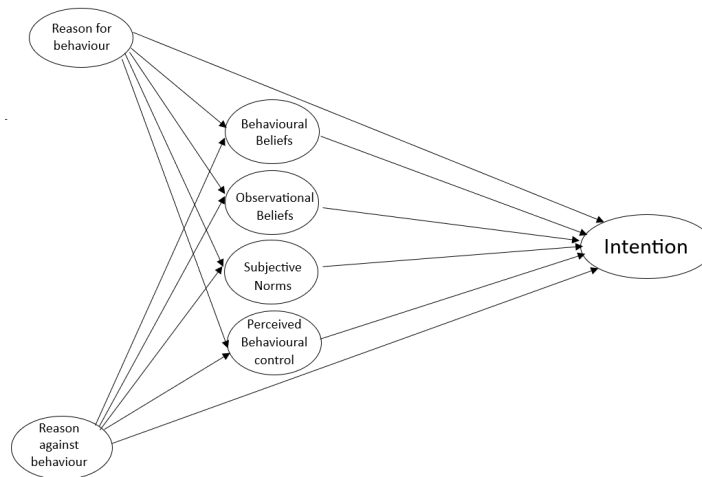 Reason for
behaviour
Behavioural
Beliefs
Observational
Beliefs
Subjective
Norms
Perceived
Behavioural
control
Intention
Reason
against
behaviour